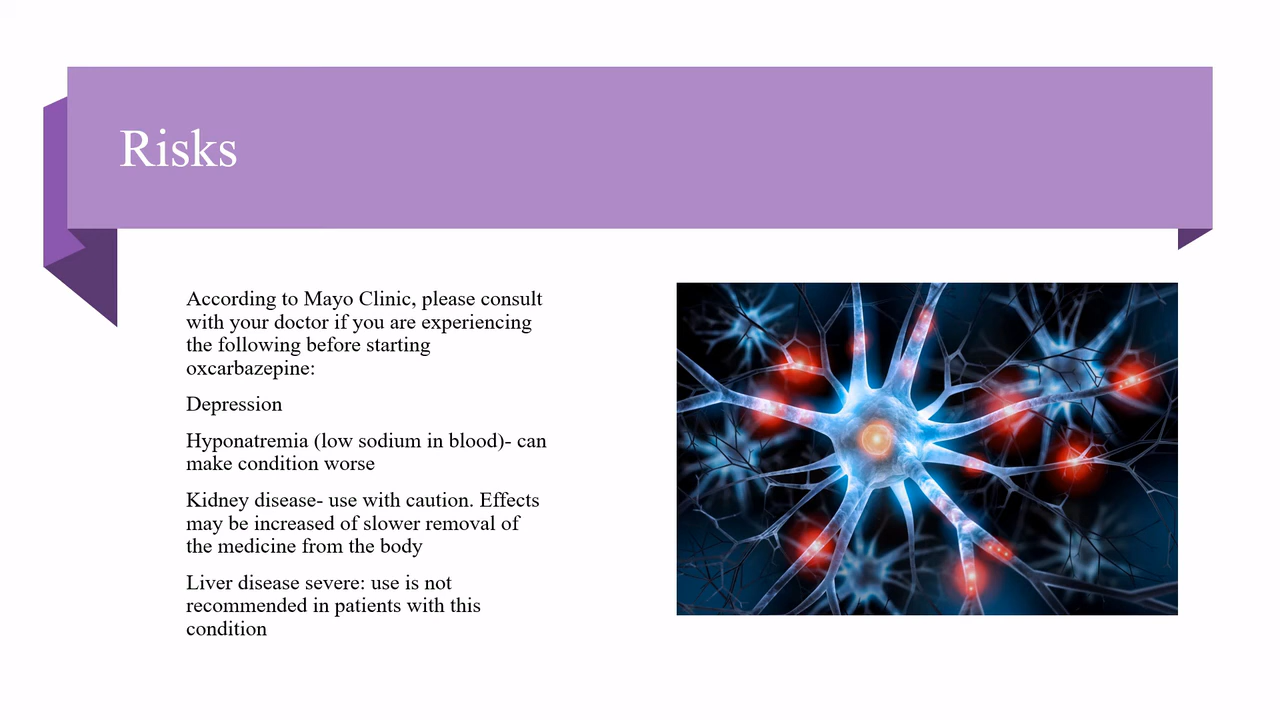 Risks
According to Mayo Clinic, please consult
with your doctor if you are experiencing
the following before starting
oxcarbazepine:
Depression
Hyponatremia (low sodium in blood)- can
make condition worse
Kidney disease- use with caution. Effects
may be increased of slower removal of
the medicine from the body
Liver disease severe: use is not
recommended in patients with this
condition